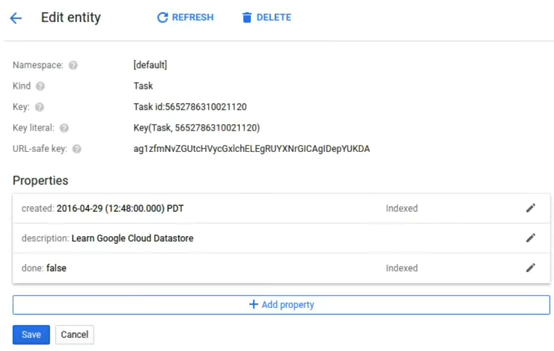 Edit entity REFRESH DELETE
Namespace: [default]
Kind Task
Key: Task id:5652786310021120
Key literal: Key(Task, 5652786310021120)
URL-safe key: ag1zfmNvZGUtcHVycGxlchELEgRUYXNrGICAgIDepYUKDA
Properties
created: 2016-04-29 (12:48:00.000) PDT Indexed
description: Learn Google Cloud Datastore
done: false Indexed
+ Add property
Save Cancel